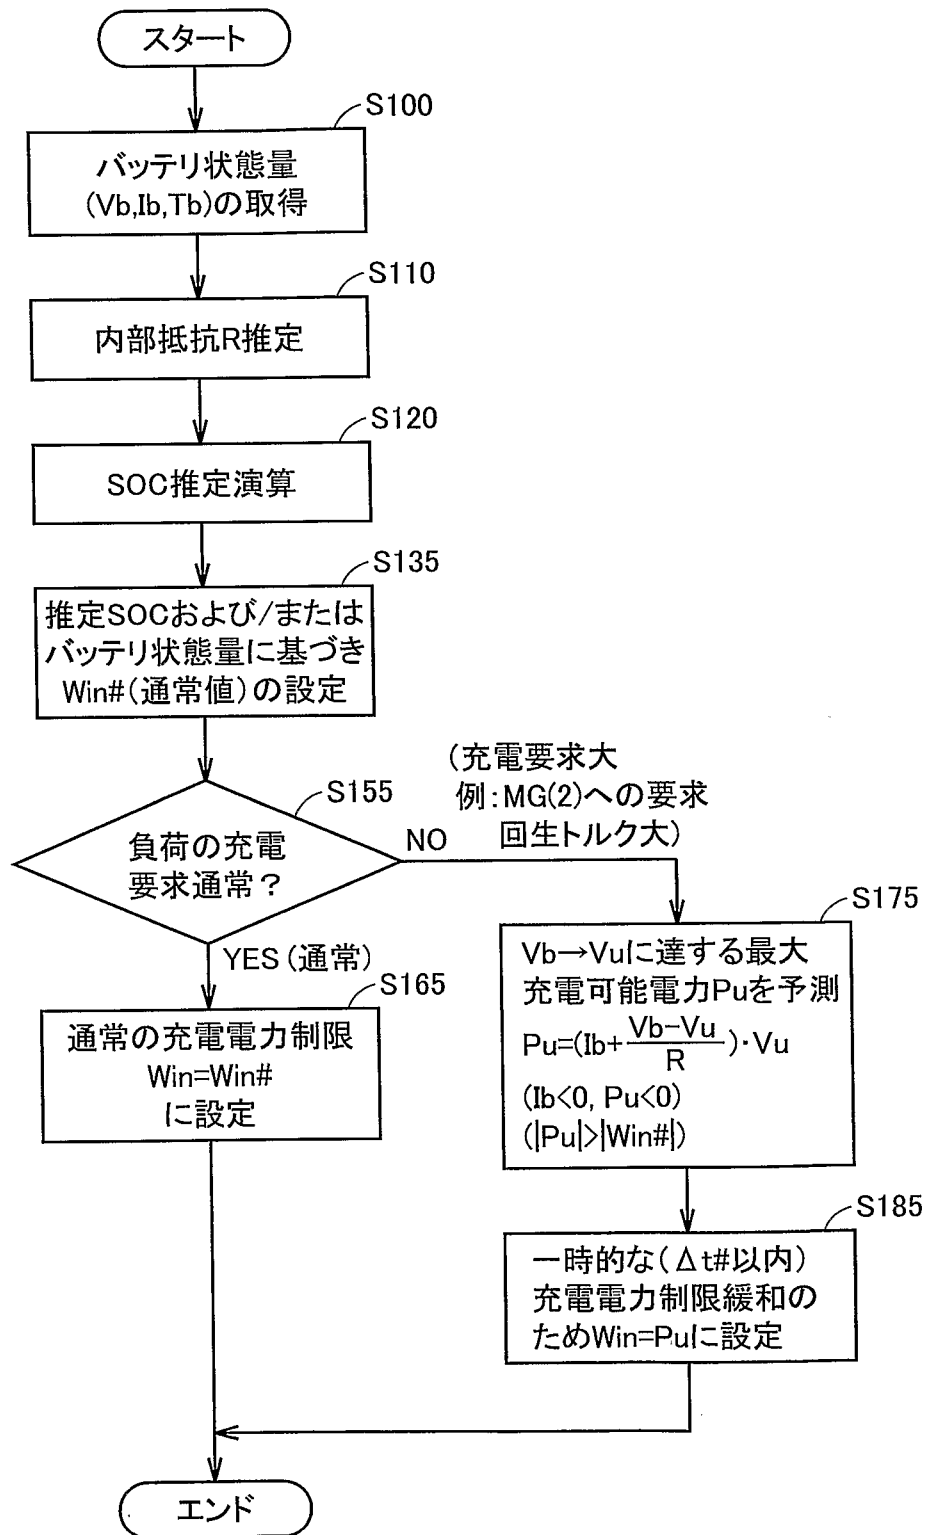 スタート
S100
バッテリ状態量
(Vb,Ib,Tb)の取得
S110
内部抵抗R推定
S120
SOC推定演算
S135
推定SOCおよび/または
バッテリ状態量に基づき
Win#(通常値)の設定
S155
負荷の充電
要求通常?
NO
(充電要求大
例:MG(2)への要求
回生トルク大)
YES(通常)
S165
通常の充電電力制限
Win=Win#
に設定
S175
Vb→Vuに達する最大
充電可能電力Puを予測
Pu=(Ib+\frac{Vb-Vu}{R})・Vu
(Ib<0, Pu<0)
(|Pu|>|Win#|)
S185
一時的な(Δt#以内)
充電電力制限緩和の
ためWin=Puに設定
エンド